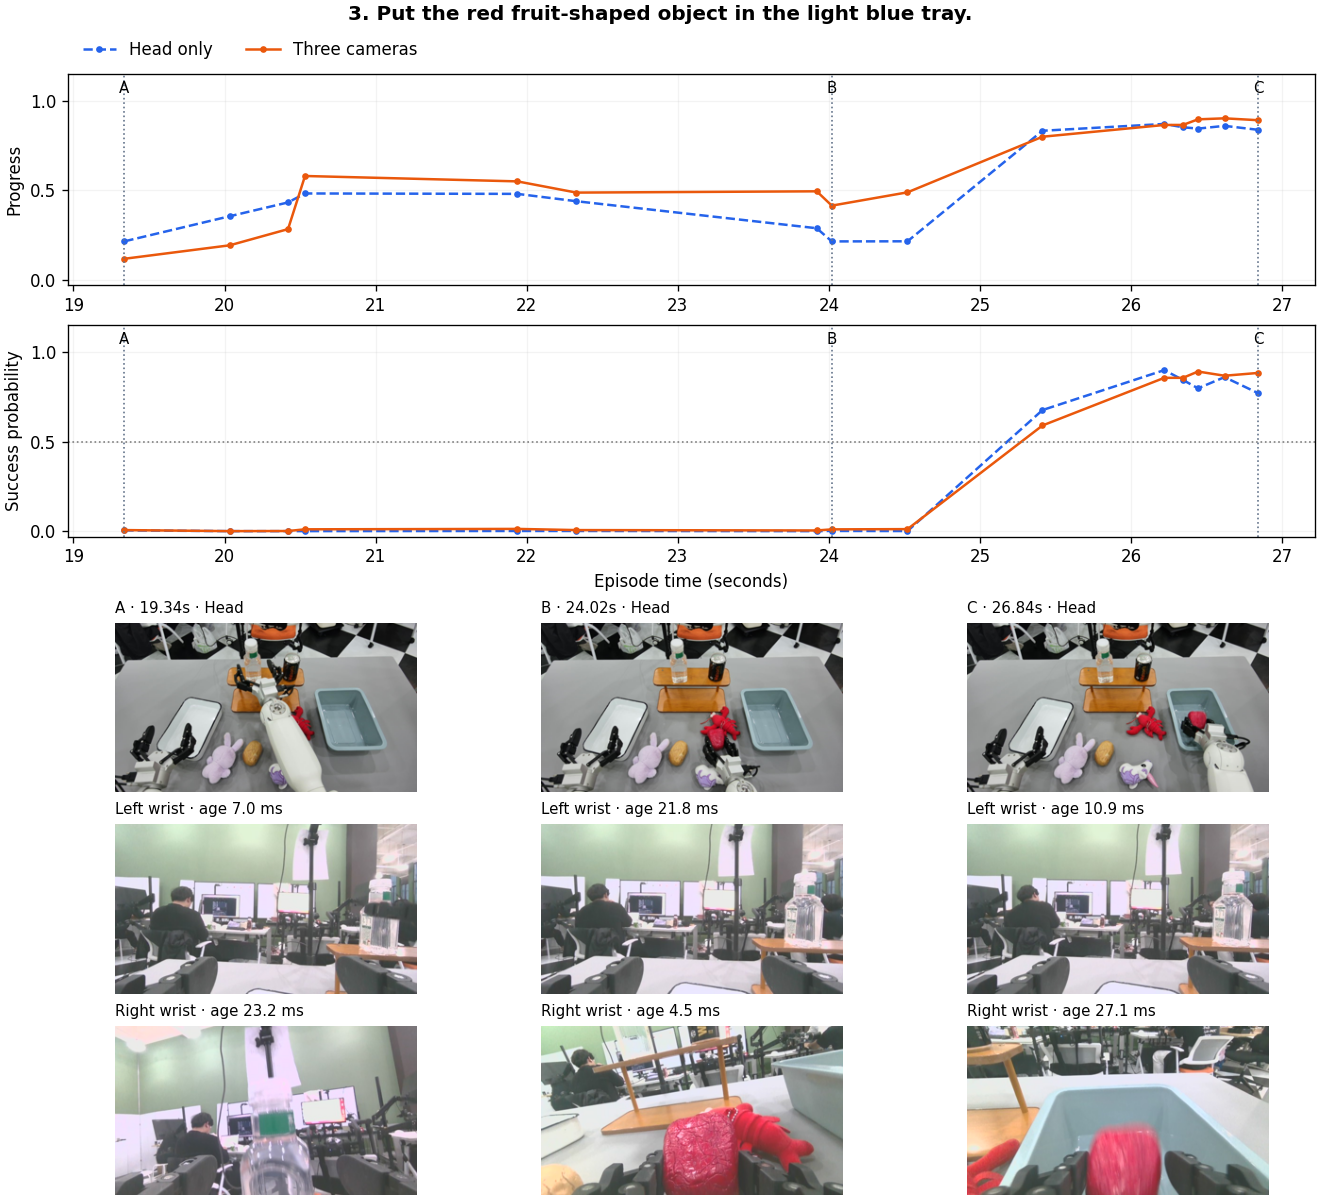 3. Put the red fruit-shaped object in the light blue tray.
Head only
Three cameras
A
B
C
1.0
0.5
0.0
Progress
19
20
21
22
23
24
25
26
27
A
B
C
1.0
0.5
0.0
Success probability
19
20
21
22
23
24
25
26
27
Episode time (seconds)
A · 19.34s · Head
B · 24.02s · Head
C · 26.84s · Head
Left wrist · age 7.0 ms
Left wrist · age 21.8 ms
Left wrist · age 10.9 ms
Right wrist · age 23.2 ms
Right wrist · age 4.5 ms
Right wrist · age 27.1 ms